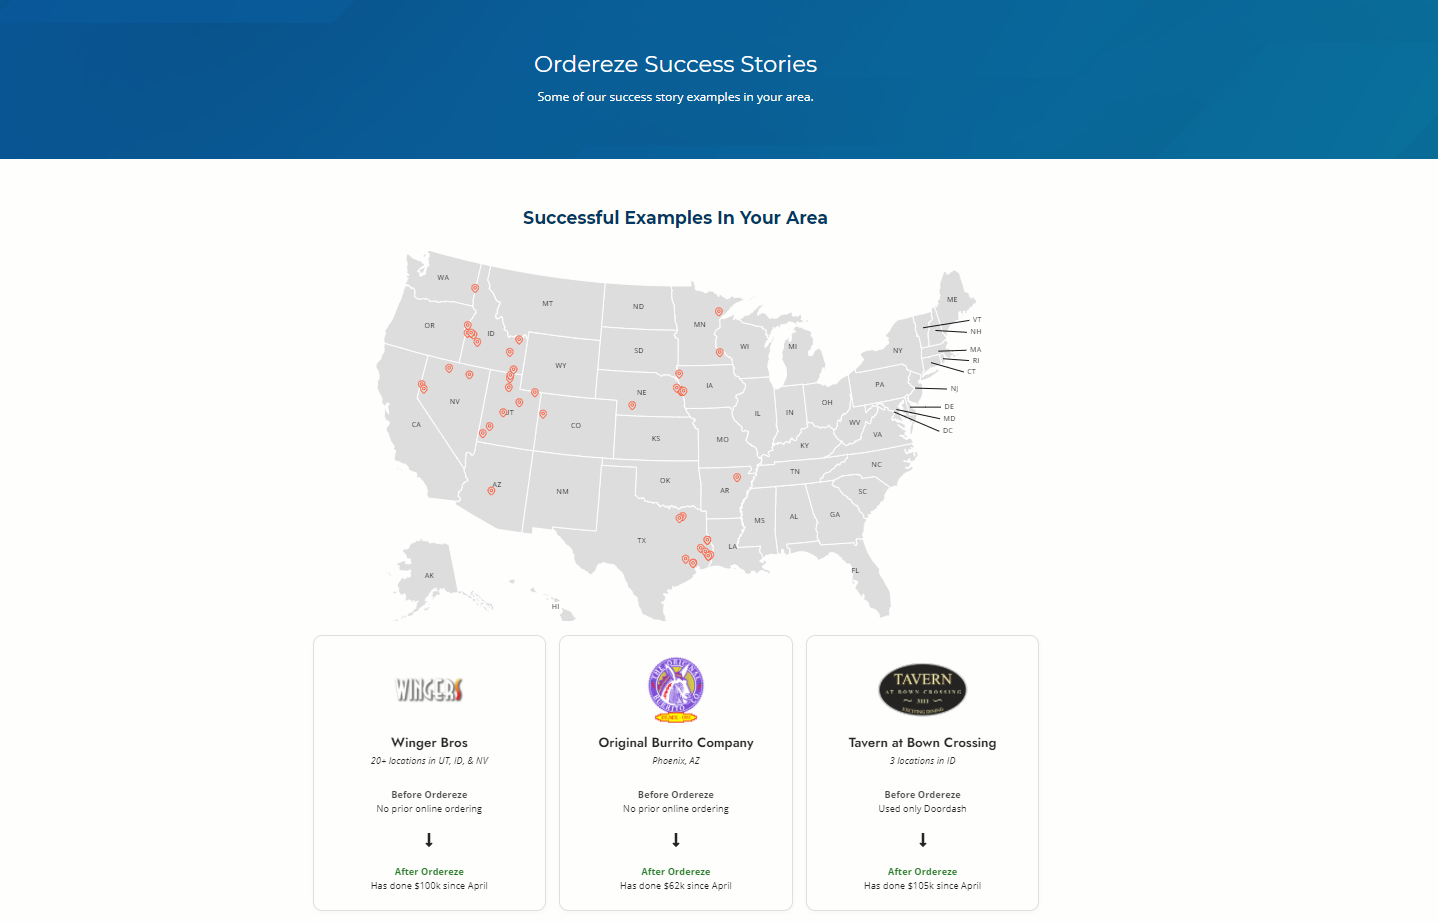 Ordereze Success Stories
Some of our success story examples in your area.
Successful Examples In Your Area
WA
MT
ND
MN
ME
OR
ID
VT
NH
SD
WI
MI
NY
MA
RI
WY
CT
IA
PA
NJ
NE
NV
OH
UT
IL
IN
DE
MD
CA
CO
WV
DC
KS
MO
VA
KY
NC
TN
OK
AZ
NM
AR
SC
MS
AL
GA
TX
LA
FL
AK
HI
WINGERS
THE ORIGINAL
BURRITO CO.
TAVERN
AT BOWN CROSSING
EXCITING DINING
Winger Bros
20+ locations in UT, ID, & NV
Before Ordereze
No prior online ordering
After Ordereze
Has done $100k since April
Original Burrito Company
Phoenix, AZ
Before Ordereze
No prior online ordering
After Ordereze
Has done $62k since April
Tavern at Bown Crossing
3 locations in ID
Before Ordereze
Used only Doordash
After Ordereze
Has done $105k since April